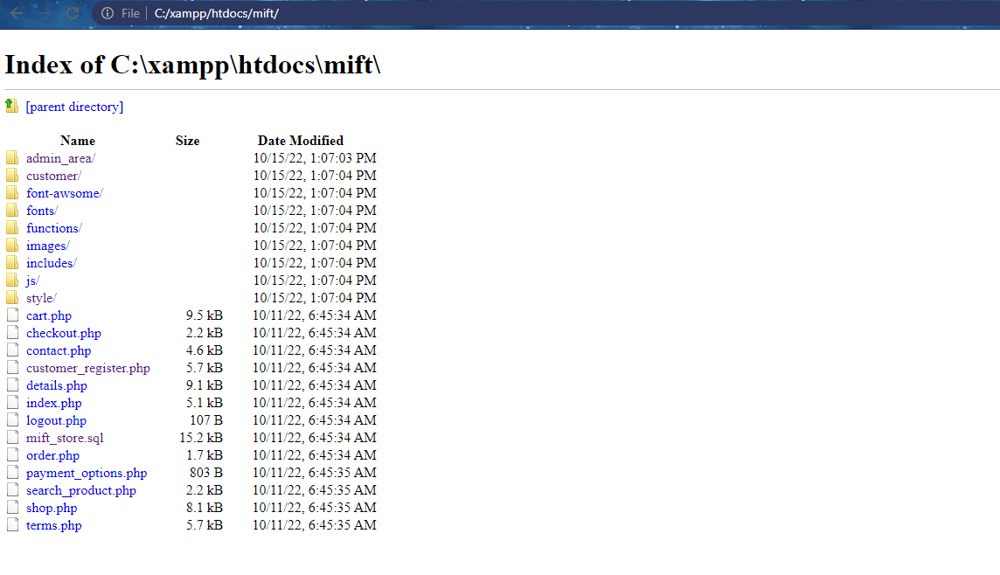 File C:/xampp/htdocs/mift/
Index of C:\xampp\htdocs\mift\
[parent directory]
Name Size Date Modified
admin_area/ 10/15/22, 1:07:03 PM
customer/ 10/15/22, 1:07:04 PM
font-awsome/ 10/15/22, 1:07:04 PM
fonts/ 10/15/22, 1:07:04 PM
functions/ 10/15/22, 1:07:04 PM
images/ 10/15/22, 1:07:04 PM
includes/ 10/15/22, 1:07:04 PM
js/ 10/15/22, 1:07:04 PM
style/ 10/15/22, 1:07:04 PM
cart.php 9.5 kB 10/11/22, 6:45:34 AM
checkout.php 2.2 kB 10/11/22, 6:45:34 AM
contact.php 4.6 kB 10/11/22, 6:45:34 AM
customer_register.php 5.7 kB 10/11/22, 6:45:34 AM
details.php 9.1 kB 10/11/22, 6:45:34 AM
index.php 5.1 kB 10/11/22, 6:45:34 AM
logout.php 107 B 10/11/22, 6:45:34 AM
mift_store.sql 15.2 kB 10/11/22, 6:45:34 AM
order.php 1.7 kB 10/11/22, 6:45:34 AM
payment_options.php 803 B 10/11/22, 6:45:35 AM
search_product.php 2.2 kB 10/11/22, 6:45:35 AM
shop.php 8.1 kB 10/11/22, 6:45:35 AM
terms.php 5.7 kB 10/11/22, 6:45:35 AM